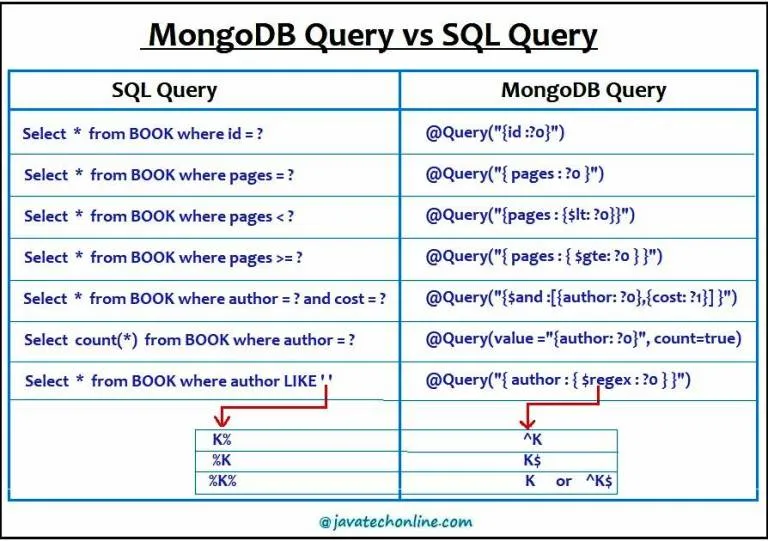 MongoDB Query vs SQL Query
SQL Query MongoDB Query
Select * from BOOK where id = ? @Query("{id :?0}")
Select * from BOOK where pages = ? @Query("{ pages : ?0 }")
Select * from BOOK where pages < ? @Query("{pages : {$lt: ?0}}")
Select * from BOOK where pages >= ? @Query("{ pages : { $gte: ?0 } }")
Select * from BOOK where author = ? and cost = ? @Query("{$and :[{author: ?0},{cost: ?1}] }")
Select count(*) from BOOK where author = ? @Query(value ="{author: ?0}", count=true)
Select * from BOOK where author LIKE ' ' @Query("{ author : { $regex : ?0 } }")
K% ^K
%K K$
%K% K or ^K$
@javatechonline.com